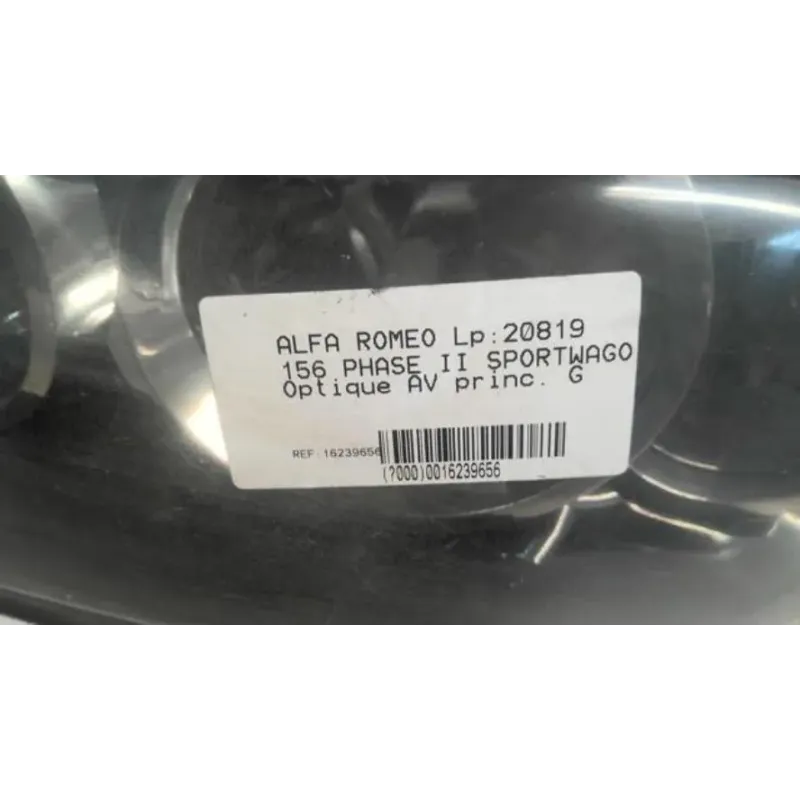 ALFA ROMEO Lp:20819
156 PHASE II SPORTWAGO
Optique AV princ. G
REF : 16239656
(?000)0016239656